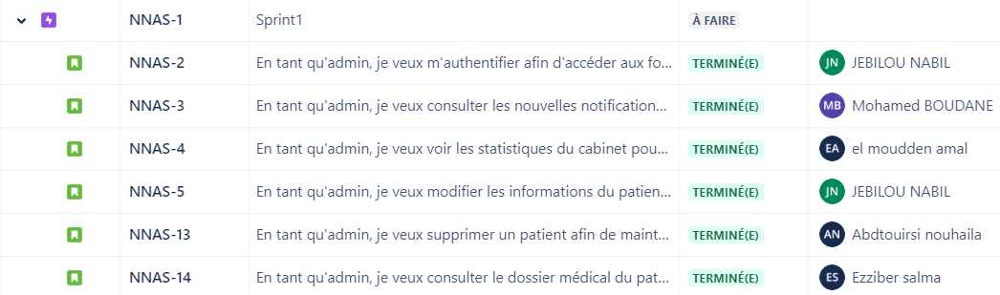 NNAS-1 Sprint1 À FAIRE
NNAS-2 En tant qu'admin, je veux m'authentifier afin d'accéder aux fo... TERMINÉ(E) JN JEBILOU NABIL
NNAS-3 En tant qu'admin, je veux consulter les nouvelles notification... TERMINÉ(E) MB Mohamed BOUDANE
NNAS-4 En tant qu'admin, je veux voir les statistiques du cabinet pou... TERMINÉ(E) EA el moudden amal
NNAS-5 En tant qu'admin, je veux modifier les informations du patien... TERMINÉ(E) JN JEBILOU NABIL
NNAS-13 En tant qu'admin, je veux supprimer un patient afin de maint... TERMINÉ(E) AN Abdtouirsi nouhaila
NNAS-14 En tant qu'admin, je veux consulter le dossier médical du pat... TERMINÉ(E) ES Ezziber salma